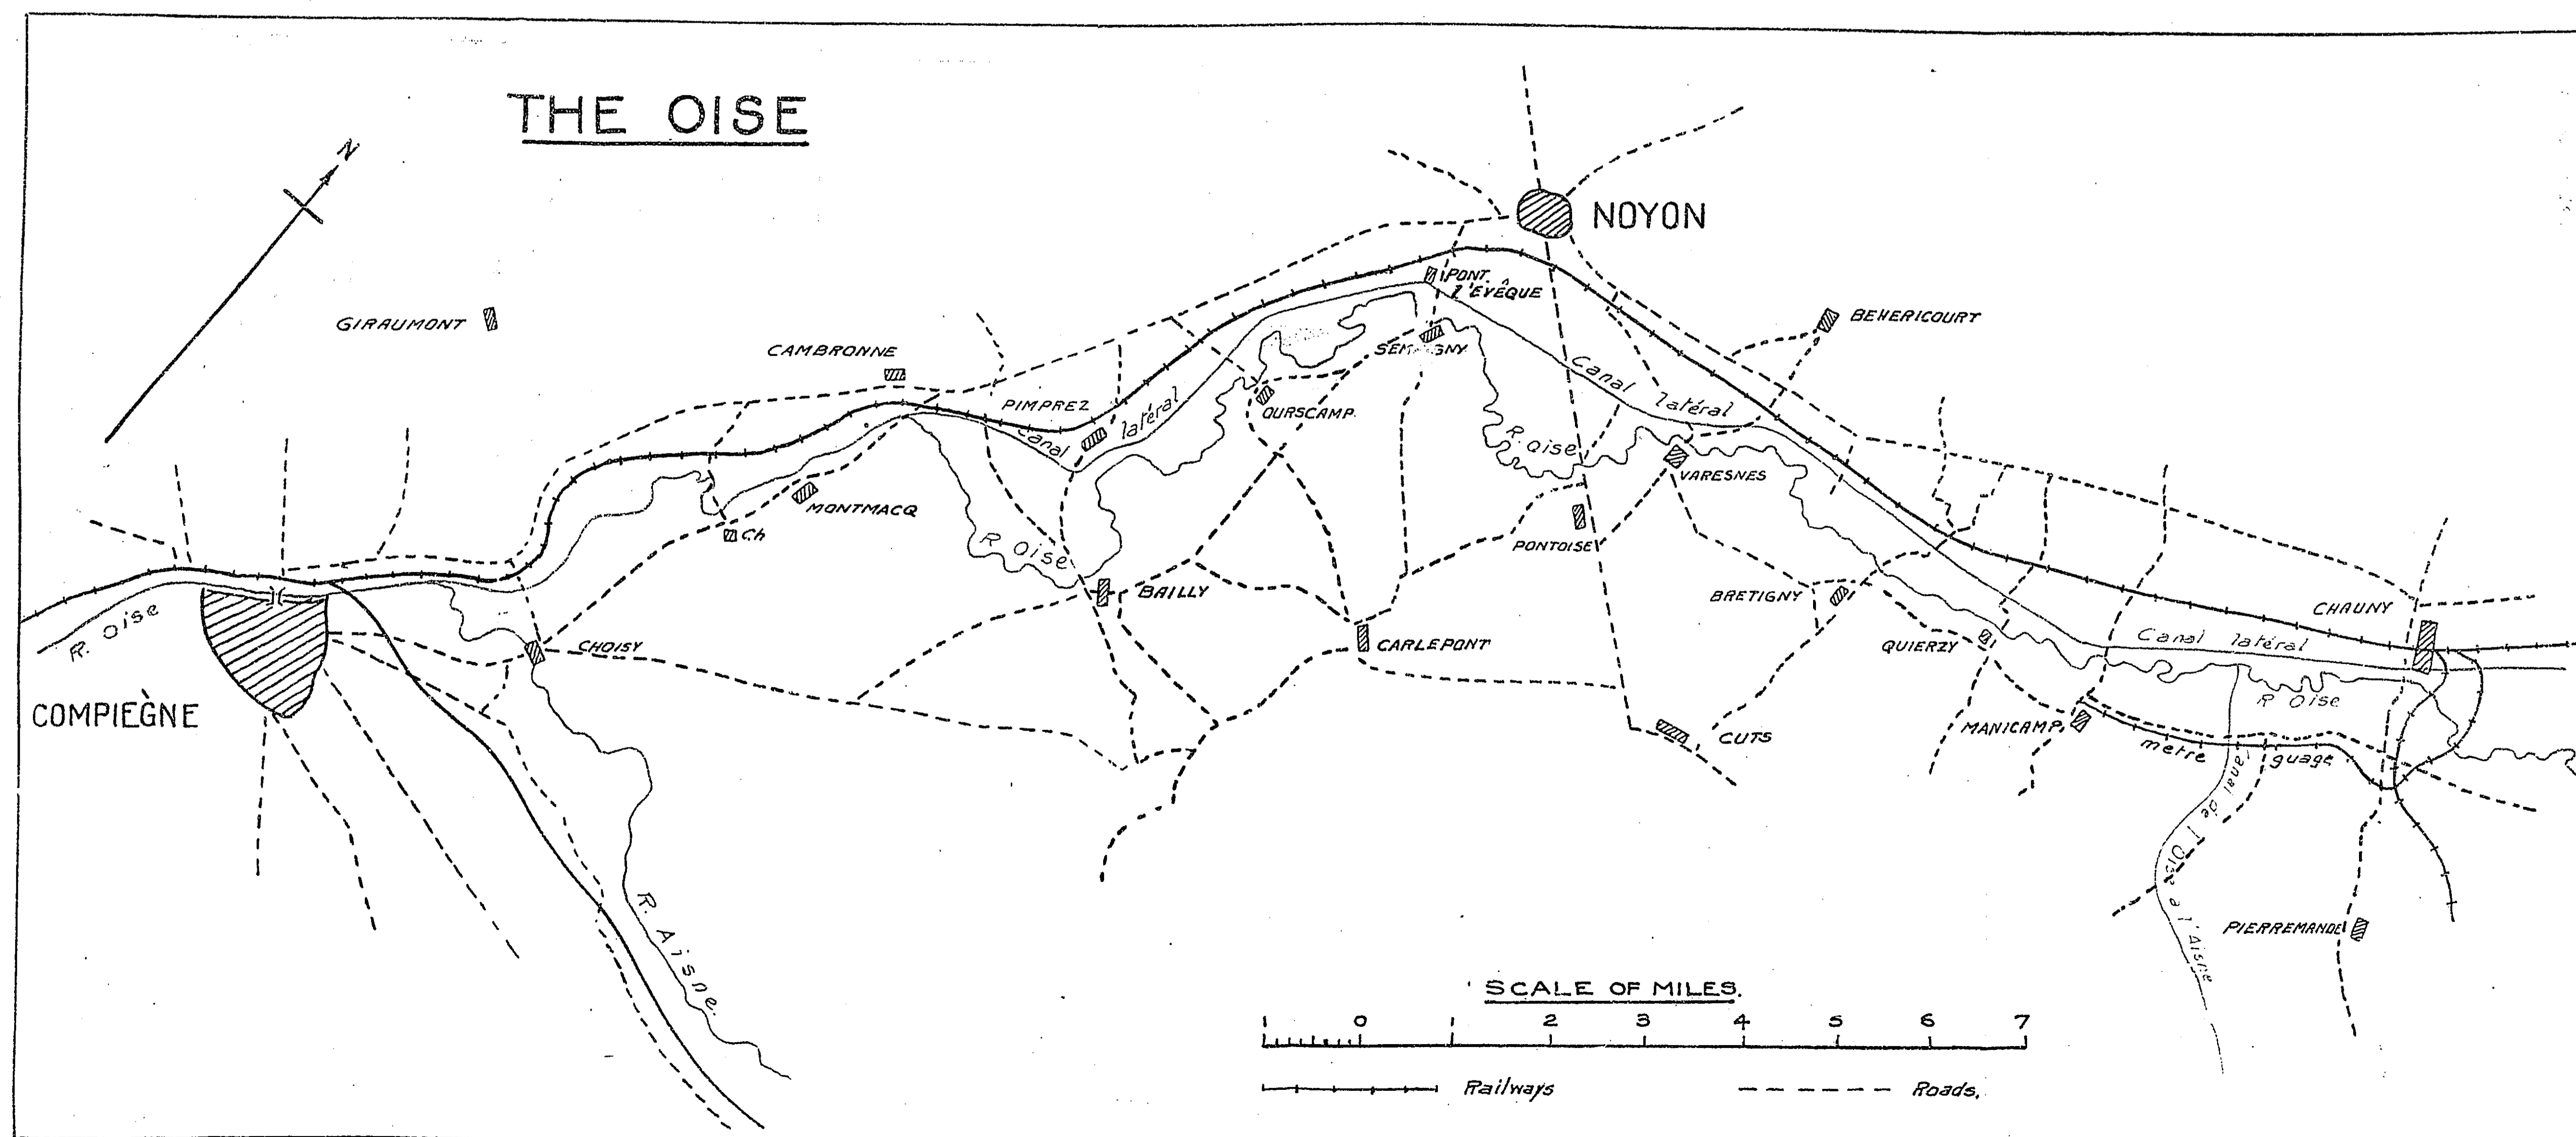 THE OISE
N
NOYON
PONT.
l'EVÊQUE
GIRAUMONT
BEHERICOURT
CAMBRONNE
SEMPIGNY
Canal latéral
PIMPREZ
Canal latéral
OURSCAMP.
R. Oise
VARESNES
MONTMACQ
Ch
R Oise
PONTOISE
BAILLY
BRETIGNY
CHAUNY
R. Oise
CHOISY
CARLEPONT
QUIERZY
Canal latéral
COMPIÈGNE
R Oise
CUTS
MANICAMP.
metre guage
Canal de l'Oise a l'Aisne
R. Aisne.
PIERREMANDE
SCALE OF MILES.
1 0 1 2 3 4 5 6 7
Railways
Roads.